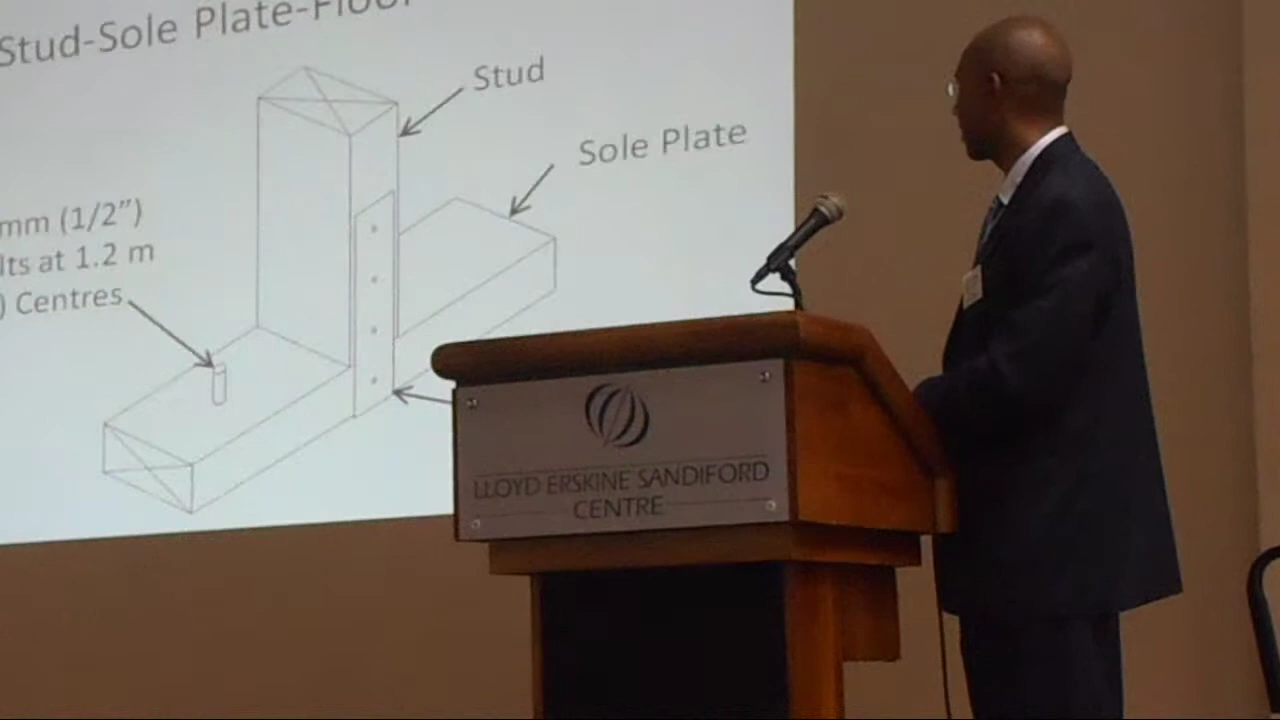 Stud-Sole Plate-Floor
Stud
Sole Plate
mm (1/2”)
lts at 1.2 m
) Centres
LLOYD ERSKINE SANDIFORD
CENTRE